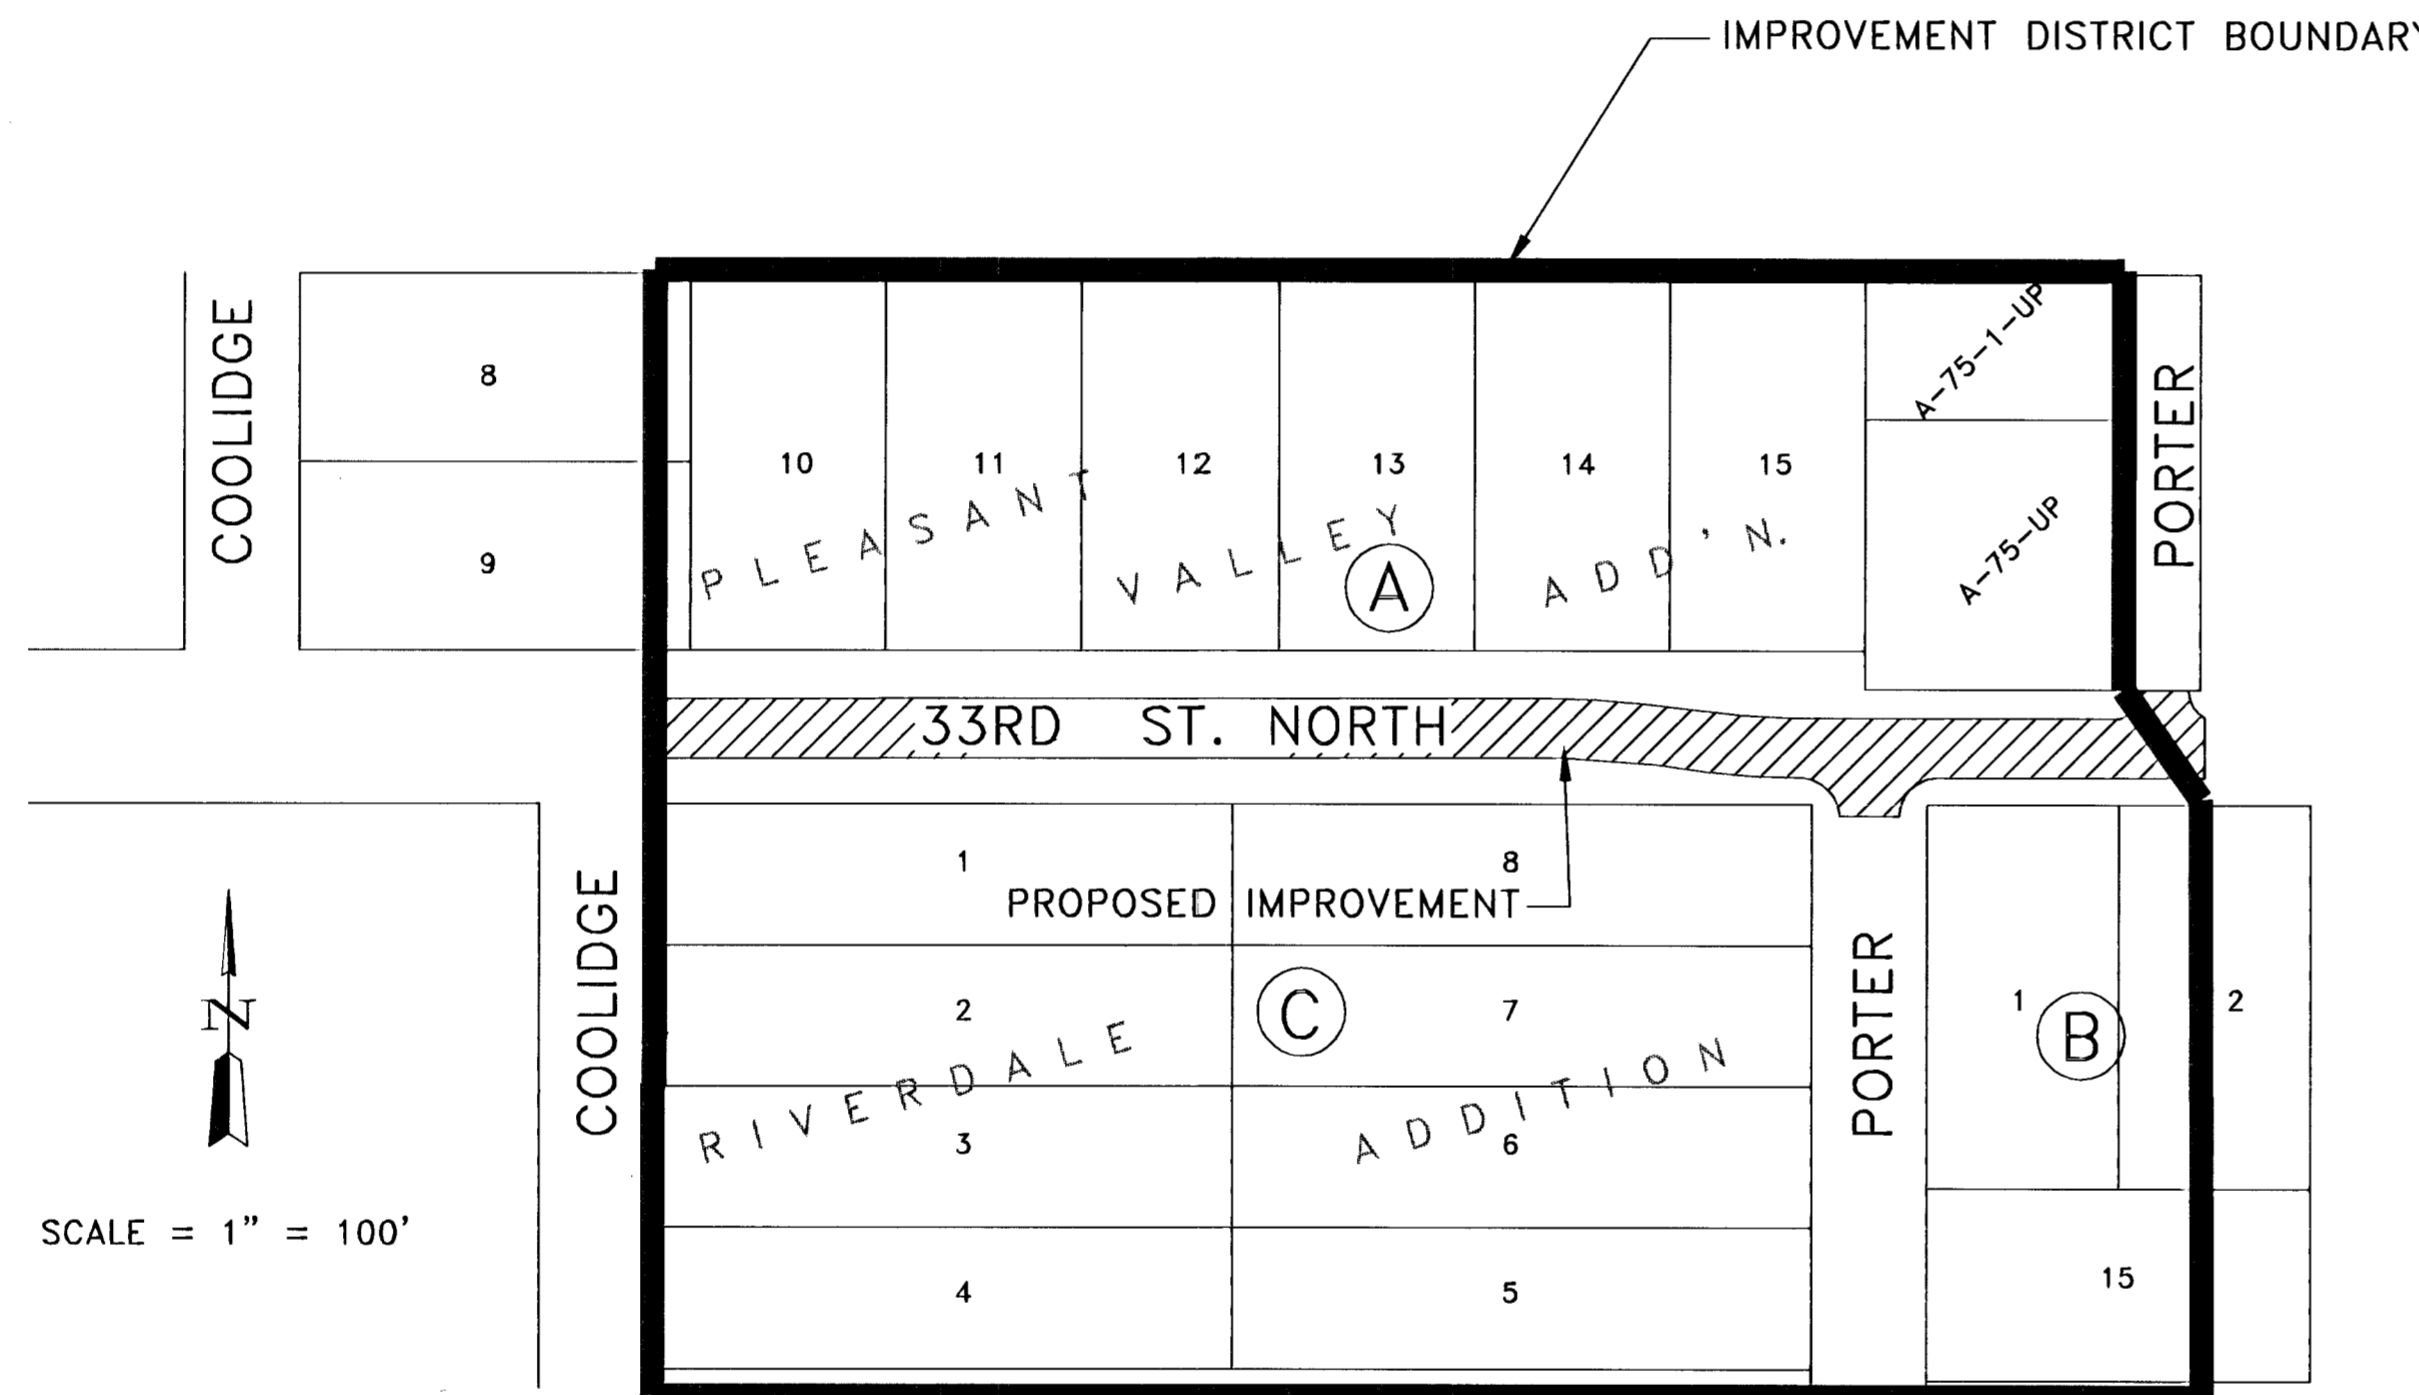 IMPROVEMENT DISTRICT BOUNDARY
COOLIDGE
8
9
10
11
12
13
14
15
A-75-1-UP
A-75-UP
PORTER
PLEASANT VALLEY ADD'N.
A
33RD ST. NORTH
1
8
PROPOSED IMPROVEMENT
COOLIDGE
2
C
7
RIVERDALE ADDITION
3
6
4
5
PORTER
1
B
2
15
N
SCALE = 1" = 100'